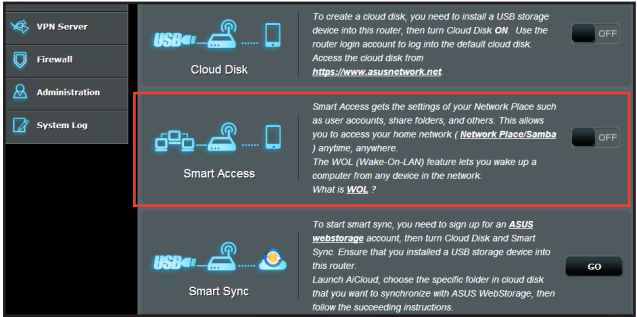 VPN Server
Firewall
Administration
System Log
USB
Cloud Disk
To create a cloud disk, you need to install a USB storage
device into this router, then turn Cloud Disk ON. Use the
router login account to log into the default cloud disk.
Access the cloud disk from
https://www.asusnetwork.net.
OFF
Smart Access
Smart Access gets the settings of your Network Place such
as user accounts, share folders, and others. This allows
you to access your home network ( Network Place/Samba
) anytime, anywhere.
The WOL (Wake-On-LAN) feature lets you wake up a
computer from any device in the network.
What is WOL ?
OFF
USB
Smart Sync
To start smart sync, you need to sign up for an ASUS
webstorage account, then turn Cloud Disk and Smart
Sync. Ensure that you installed a USB storage device into
this router.
Launch AiCloud, choose the specific folder in cloud disk
that you want to synchronize with ASUS WebStorage, then
follow the succeeding instructions.
GO